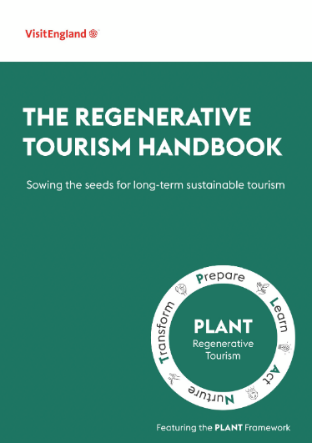 VisitEngland
THE REGENERATIVE
TOURISM HANDBOOK
Sowing the seeds for long-term sustainable tourism
Prepare
Learn
Act
Nurture
Transform
PLANT
Regenerative
Tourism
Featuring the PLANT Framework